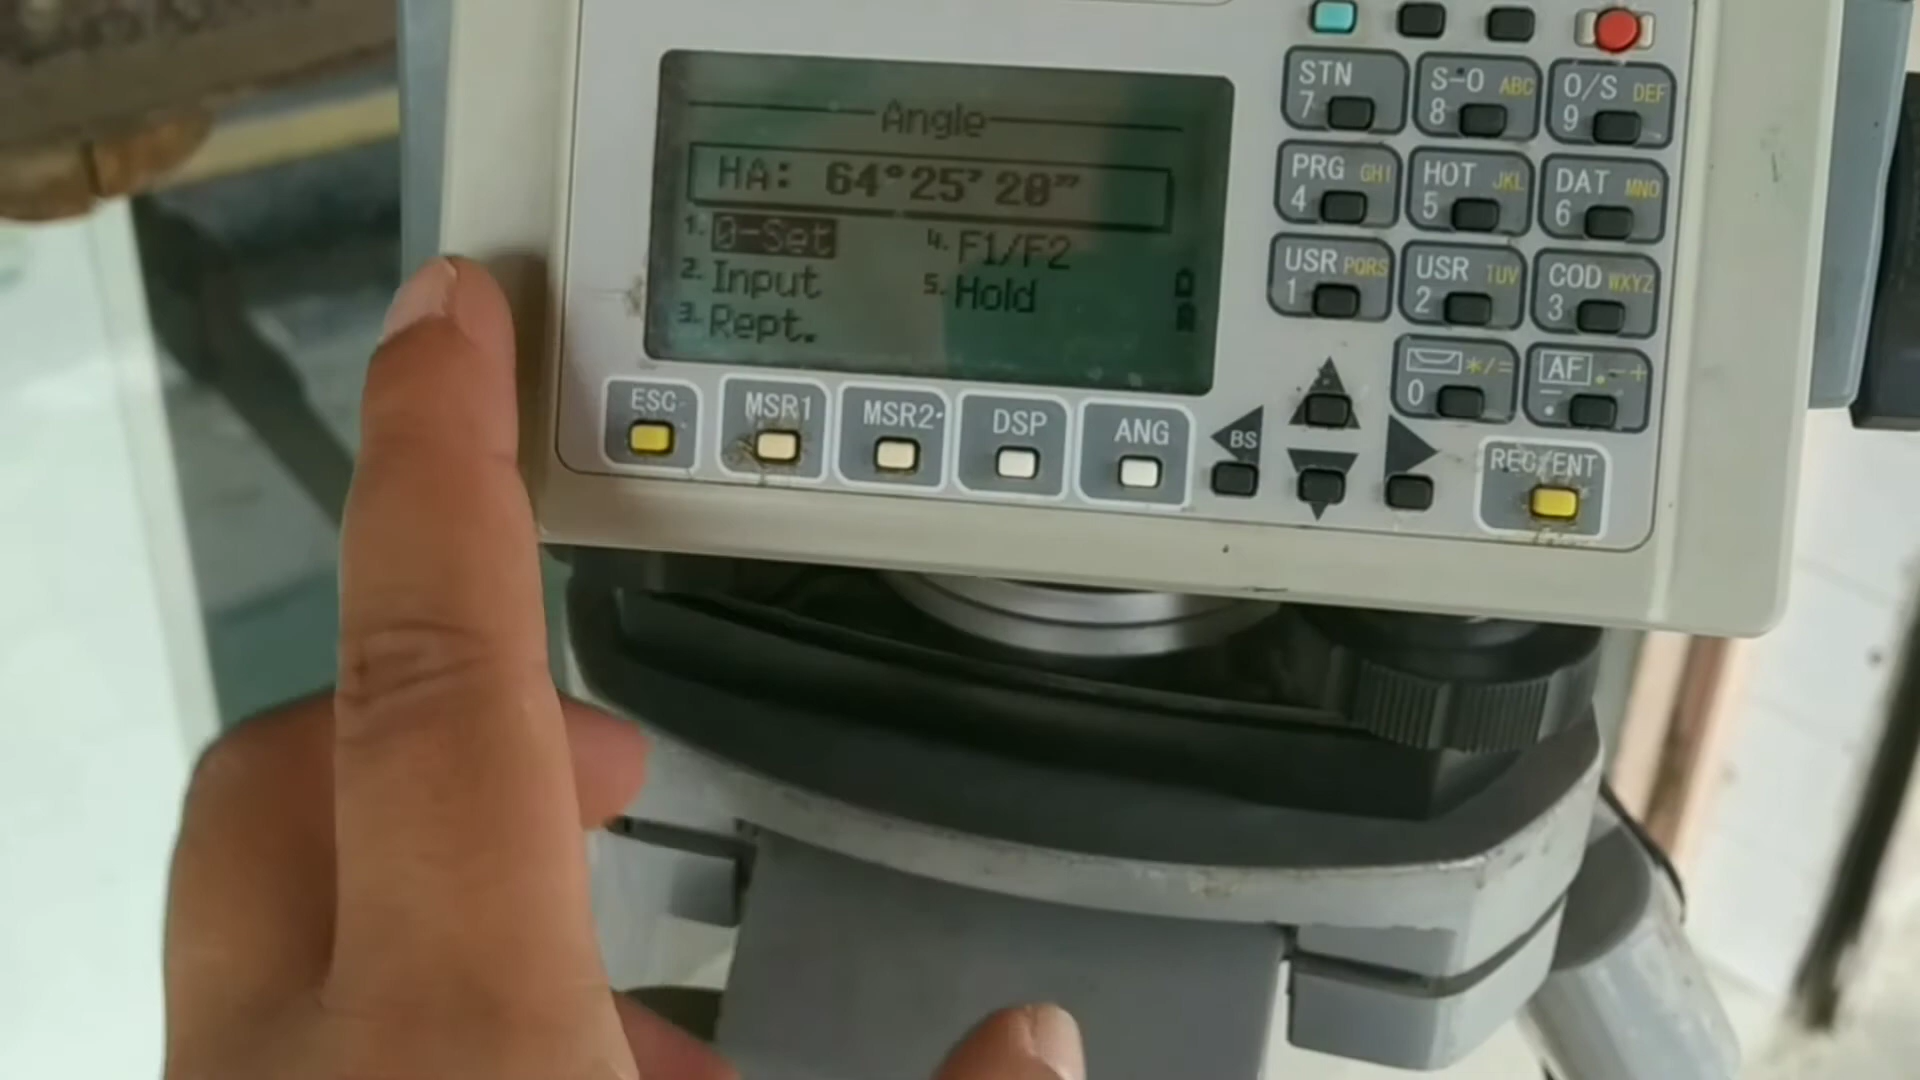 Angle
HA: 64°25'20"
1. 0-Set
2. Input
3. Rept.
4. F1/F2
5. Hold
STN 7
S-O ABC 8
O/S DEF 9
PRG GHI 4
HOT JKL 5
DAT MNO 6
USR PQRS 1
USR TUV 2
COD WXYZ 3
*/= 0
AF .-+ .
ESC MSR1 MSR2 DSP ANG
BS
REC/ENT